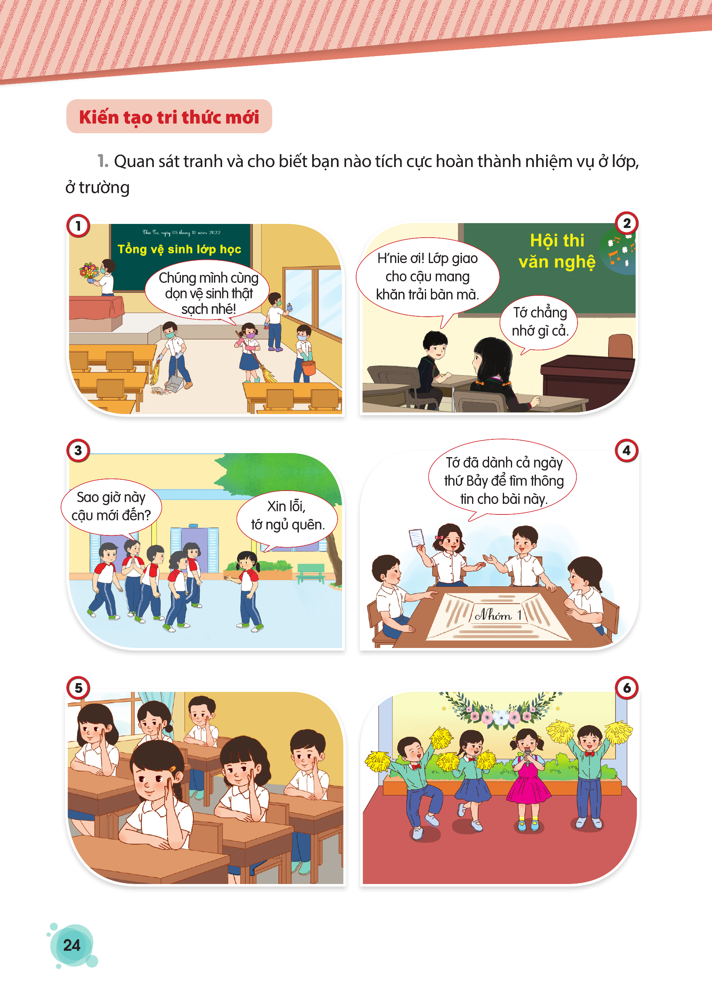 Kiến tạo tri thức mới
1. Quan sát tranh và cho biết bạn nào tích cực hoàn thành nhiệm vụ ở lớp,
ở trường
1
Thứ Tư, ngày 05 tháng 10 năm 2022
Tổng vệ sinh lớp học
Chúng mình cùng
dọn vệ sinh thật
sạch nhé!
2
Hội thi
văn nghệ
H'nie ơi! Lớp giao
cho cậu mang
khăn trải bàn mà.
Tớ chẳng
nhớ gì cả.
3
Sao giờ này
cậu mới đến?
Xin lỗi,
tớ ngủ quên.
4
Tớ đã dành cả ngày
thứ Bảy để tìm thông
tin cho bài này.
Nhóm 1
5
6
24